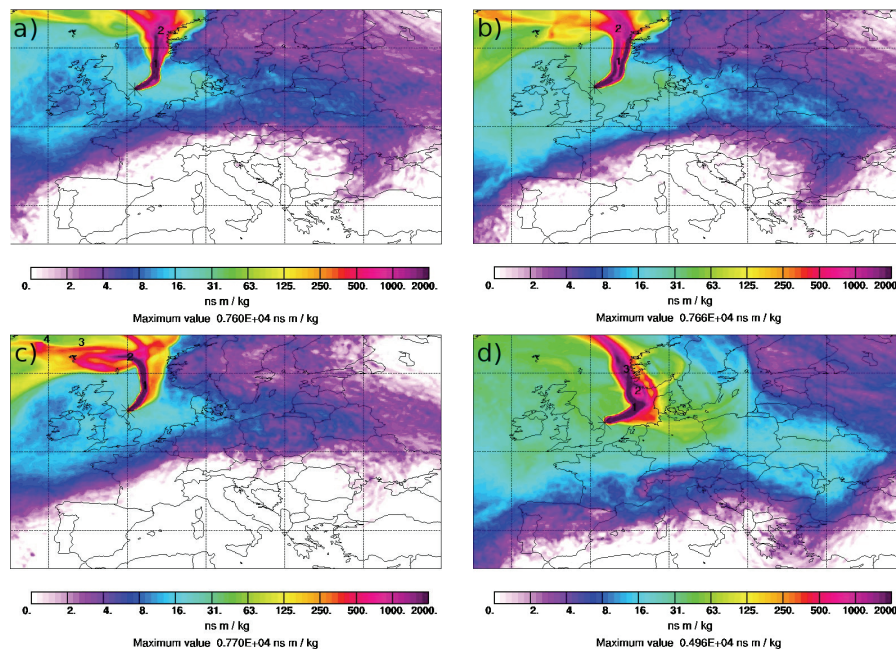 a)
2
0. 2. 4. 8. 16. 31. 63. 125. 250. 500. 1000. 2000.
ns m / kg
Maximum value 0.760E+04 ns m / kg
b)
2
1
0. 2. 4. 8. 16. 31. 63. 125. 250. 500. 1000. 2000.
ns m / kg
Maximum value 0.766E+04 ns m / kg
c)
4 3
2
0. 2. 4. 8. 16. 31. 63. 125. 250. 500. 1000. 2000.
ns m / kg
Maximum value 0.770E+04 ns m / kg
d)
3
2
0. 2. 4. 8. 16. 31. 63. 125. 250. 500. 1000. 2000.
ns m / kg
Maximum value 0.496E+04 ns m / kg